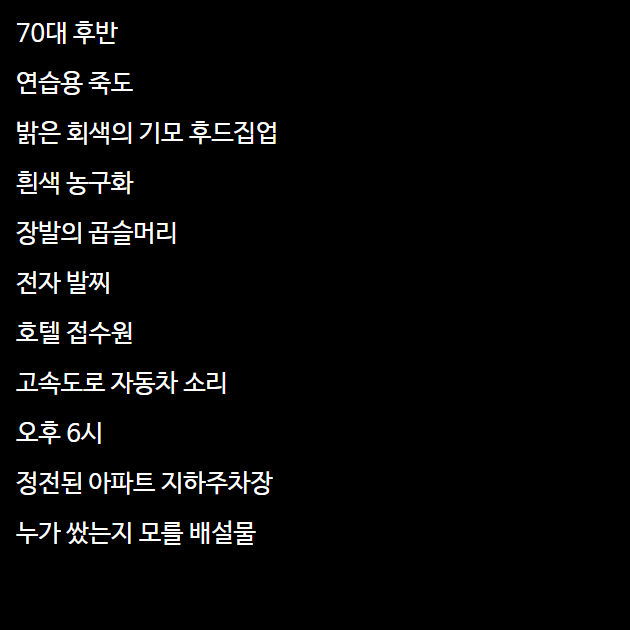 70대 후반
연습용 죽도
밝은 회색의 기모 후드집업
흰색 농구화
장발의 곱슬머리
전자 발찌
호텔 접수원
고속도로 자동차 소리
오후 6시
정전된 아파트 지하주차장
누가 쌌는지 모를 배설물